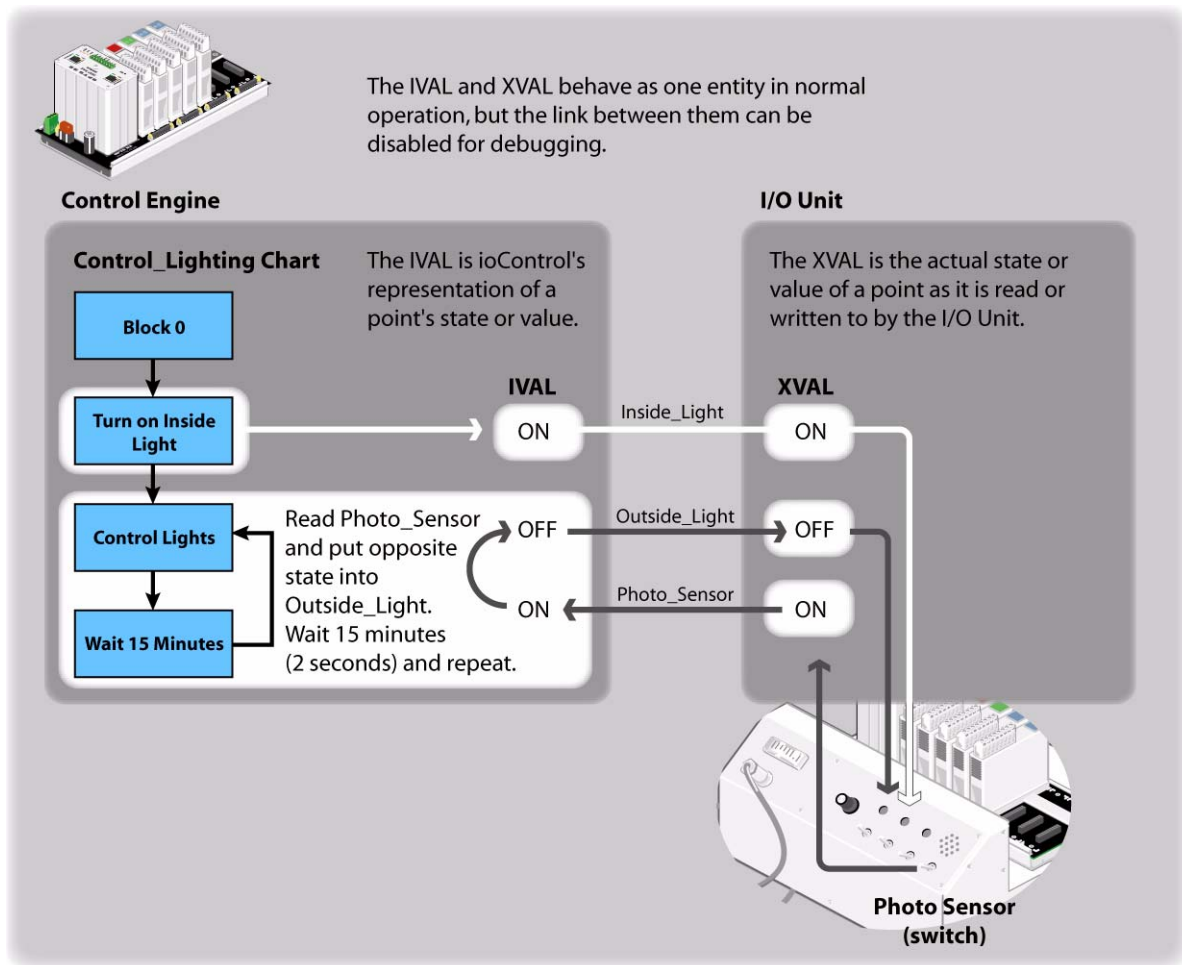 The IVAL and XVAL behave as one entity in normal
operation, but the link between them can be
disabled for debugging.
Control Engine
I/O Unit
Control_Lighting Chart
The IVAL is ioControl's
representation of a
point's state or value.
The XVAL is the actual state or
value of a point as it is read or
written to by the I/O Unit.
Block 0
IVAL
XVAL
Turn on Inside
Light
ON
Inside_Light
ON
Control Lights
Read Photo_Sensor
and put opposite
state into
Outside_Light.
Wait 15 minutes
(2 seconds) and repeat.
OFF
Outside_Light
OFF
ON
Photo_Sensor
ON
Wait 15 Minutes
Photo Sensor
(switch)